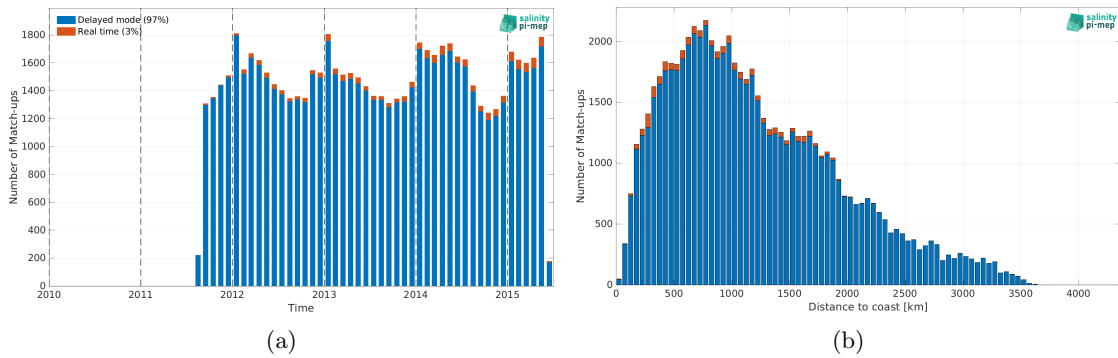 Delayed mode (97%)
Real time (3%)
salinity
pi-mep
Number of Match-ups
1800
1600
1400
1200
1000
800
600
400
200
0
2010 2011 2012 2013 2014 2015
Time
(a)
salinity
pi-mep
Number of Match-ups
2000
1500
1000
500
0
0 500 1000 1500 2000 2500 3000 3500 4000
Distance to coast [km]
(b)